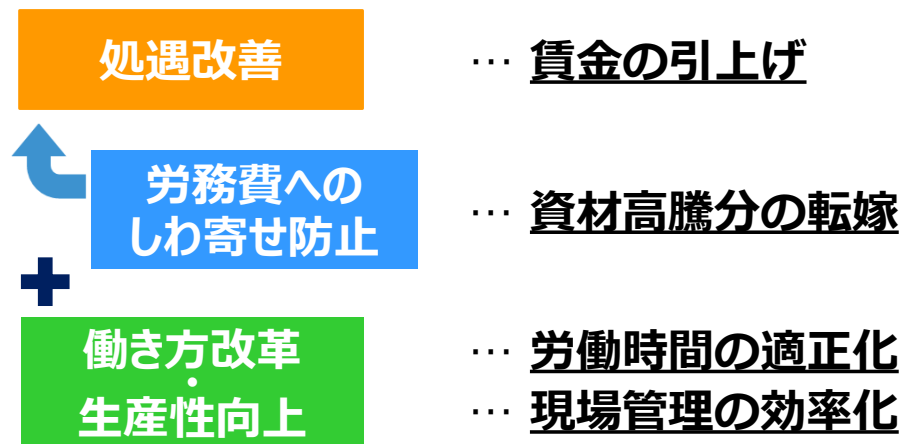 処遇改善 … 賃金の引上げ
労務費への
しわ寄せ防止 … 資材高騰分の転嫁
働き方改革 … 労働時間の適正化
・
生産性向上 … 現場管理の効率化